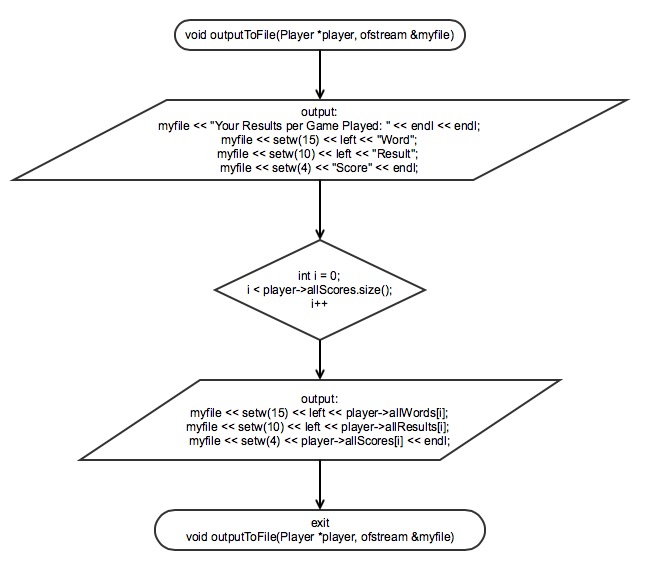 void outputToFile(Player *player, ofstream &myfile)
output:
myfile << "Your Results per Game Played: " << endl << endl;
myfile << setw(15) << left << "Word";
myfile << setw(10) << left << "Result";
myfile << setw(4) << "Score" << endl;
int i = 0;
i < player->allScores.size();
i++
output:
myfile << setw(15) << left << player->allWords[i];
myfile << setw(10) << left << player->allResults[i];
myfile << setw(4) << player->allScores[i] << endl;
exit
void outputToFile(Player *player, ofstream &myfile)